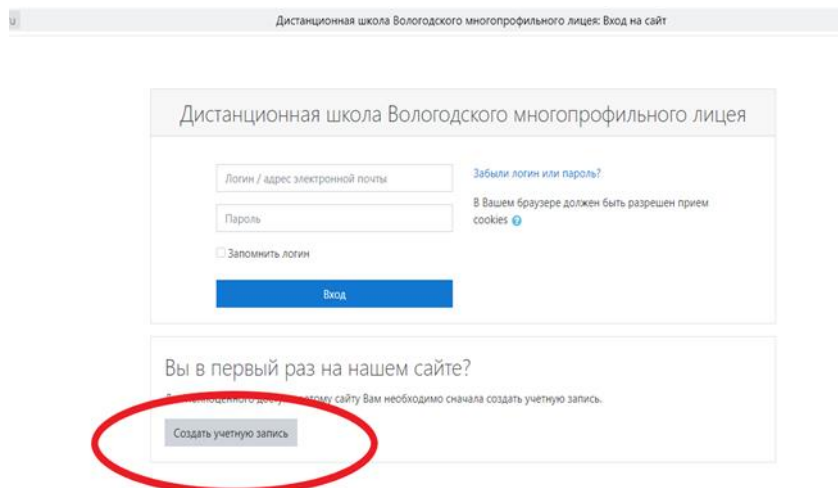 u
Дистанционная школа Вологодского многопрофильного лицея: Вход на сайт
Дистанционная школа Вологодского многопрофильного лицея
Логин / адрес электронной почты
Забыли логин или пароль?
Пароль
В Вашем браузере должен быть разрешен прием
cookies
Запомнить логин
Вход
Вы в первый раз на нашем сайте?
сайту Вам необходимо сначала создать учетную запись.
Создать учетную запись